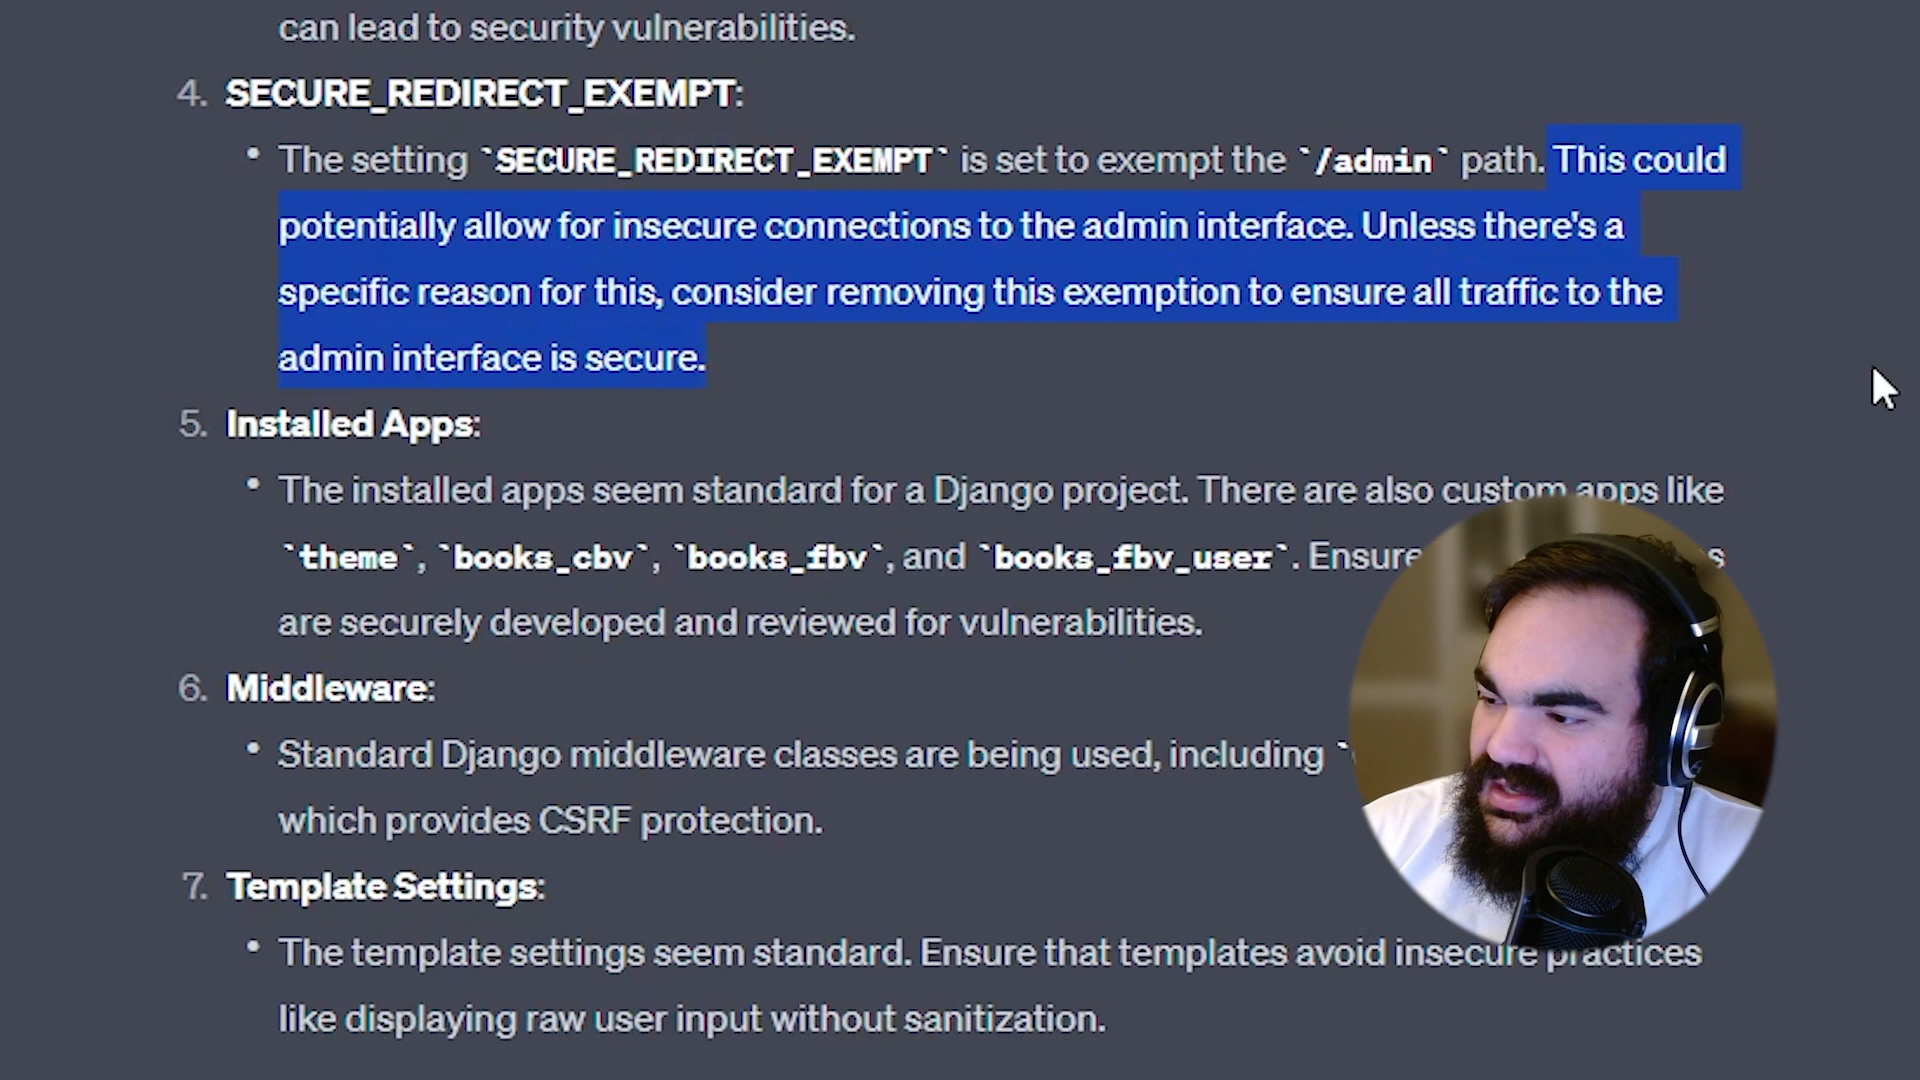 can lead to security vulnerabilities.
4. SECURE_REDIRECT_EXEMPT:
• The setting `SECURE_REDIRECT_EXEMPT` is set to exempt the `/admin` path. This could
potentially allow for insecure connections to the admin interface. Unless there's a
specific reason for this, consider removing this exemption to ensure all traffic to the
admin interface is secure.
5. Installed Apps:
• The installed apps seem standard for a Django project. There are also custom apps like
`theme`, `books_cbv`, `books_fbv`, and `books_fbv_user`. Ensure
are securely developed and reviewed for vulnerabilities.
6. Middleware:
• Standard Django middleware classes are being used, including `
which provides CSRF protection.
7. Template Settings:
• The template settings seem standard. Ensure that templates avoid insecure practices
like displaying raw user input without sanitization.